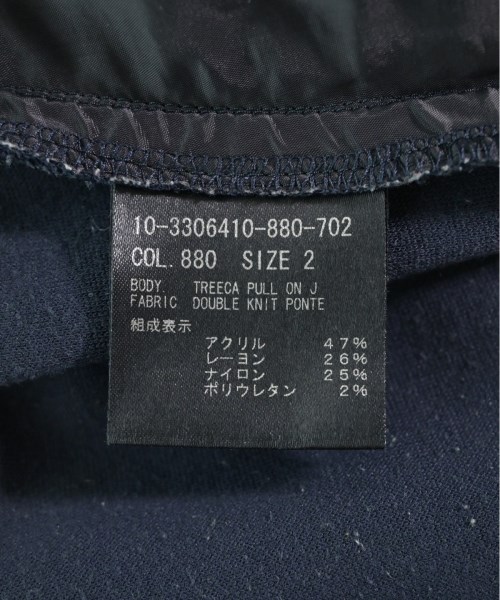 10-3306410-880-702
COL.880 SIZE 2
BODY. TREECA PULL ON J
FABRIC DOUBLE KNIT PONTE
組成表示
アクリル 47%
レーヨン 26%
ナイロン 25%
ポリウレタン 2%